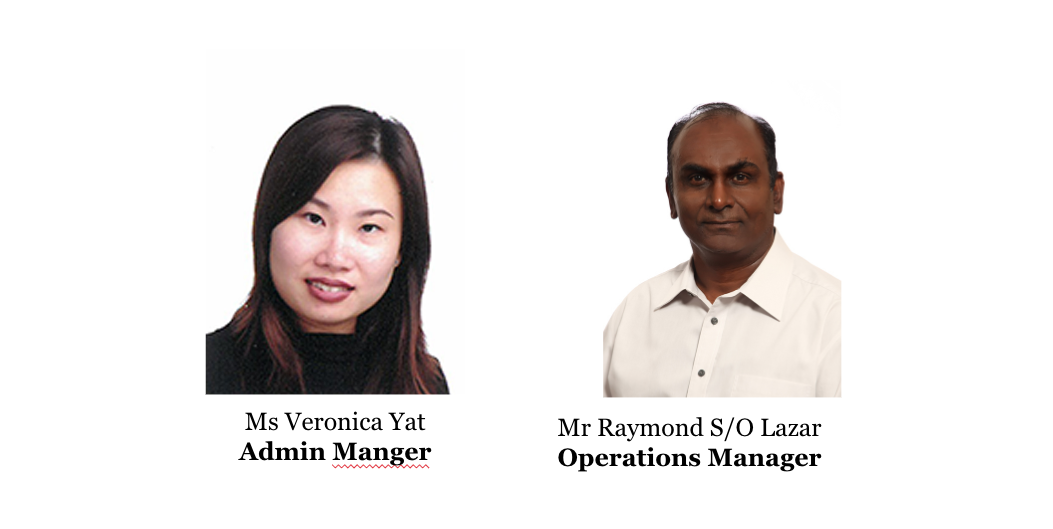 Ms Veronica Yat
Admin Manger
Mr Raymond S/O Lazar
Operations Manager